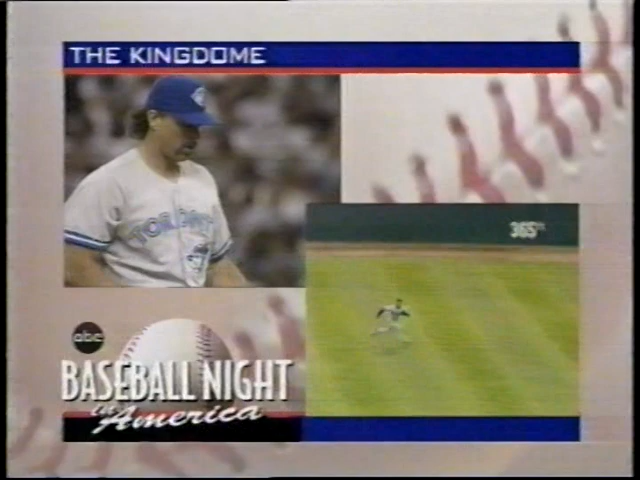 THE KINGDOME
TORONTO
365
abc
BASEBALL NIGHT
in America